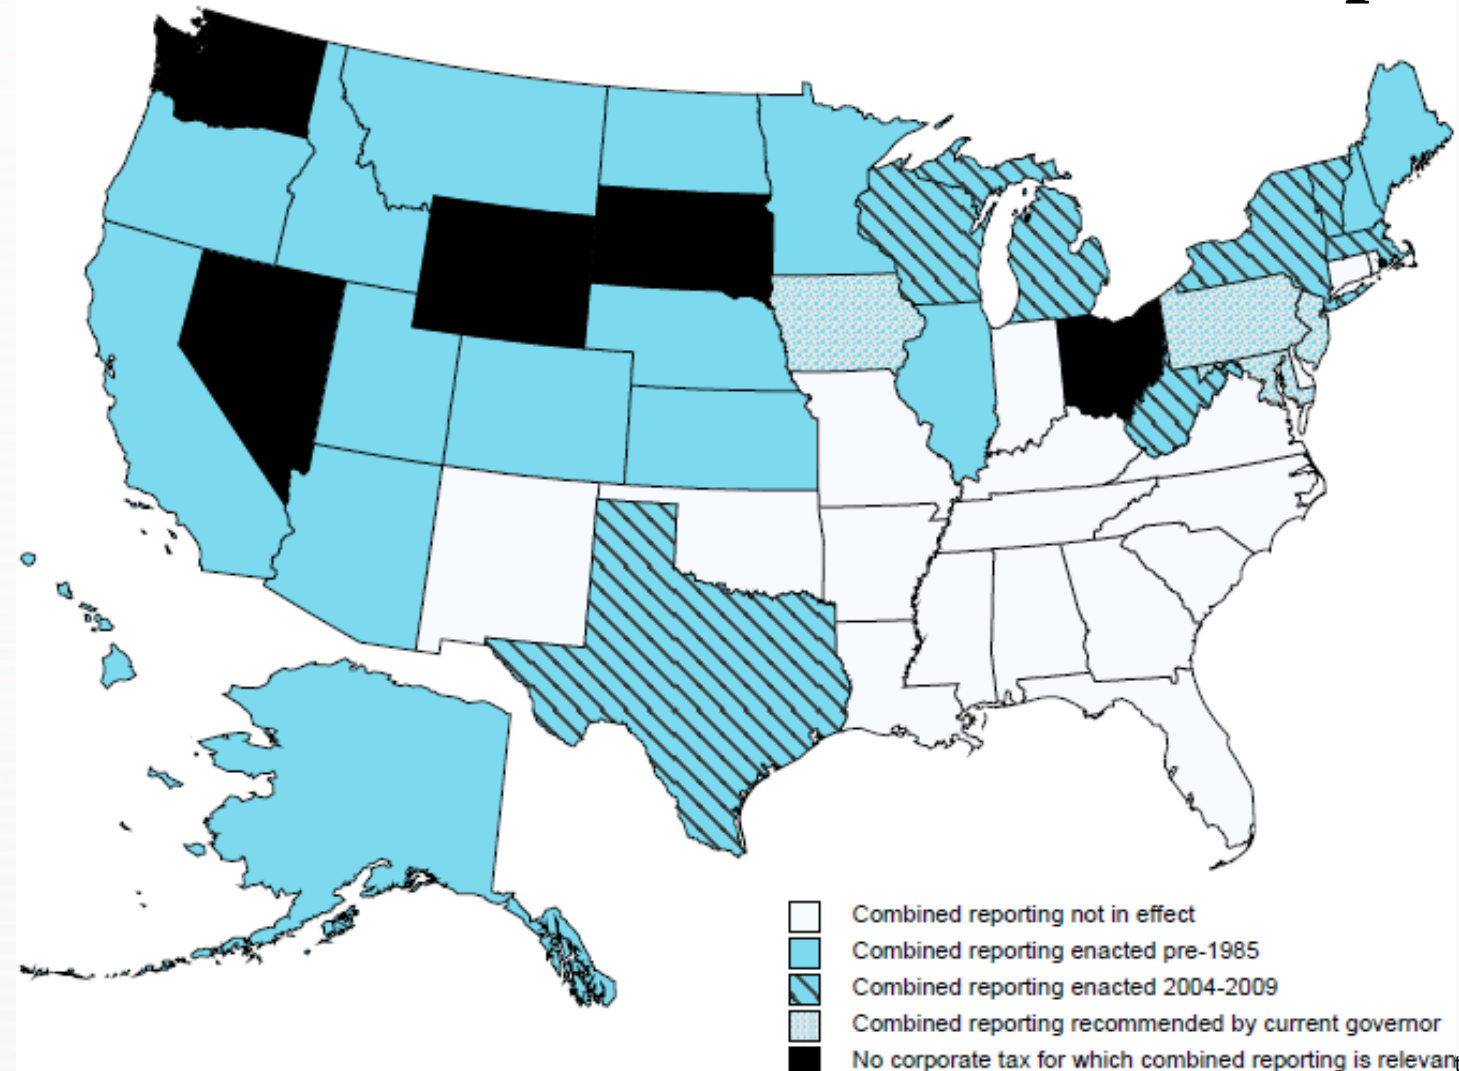 Combined reporting not in effect
Combined reporting enacted pre-1985
Combined reporting enacted 2004-2009
Combined reporting recommended by current governor
No corporate tax for which combined reporting is relevan